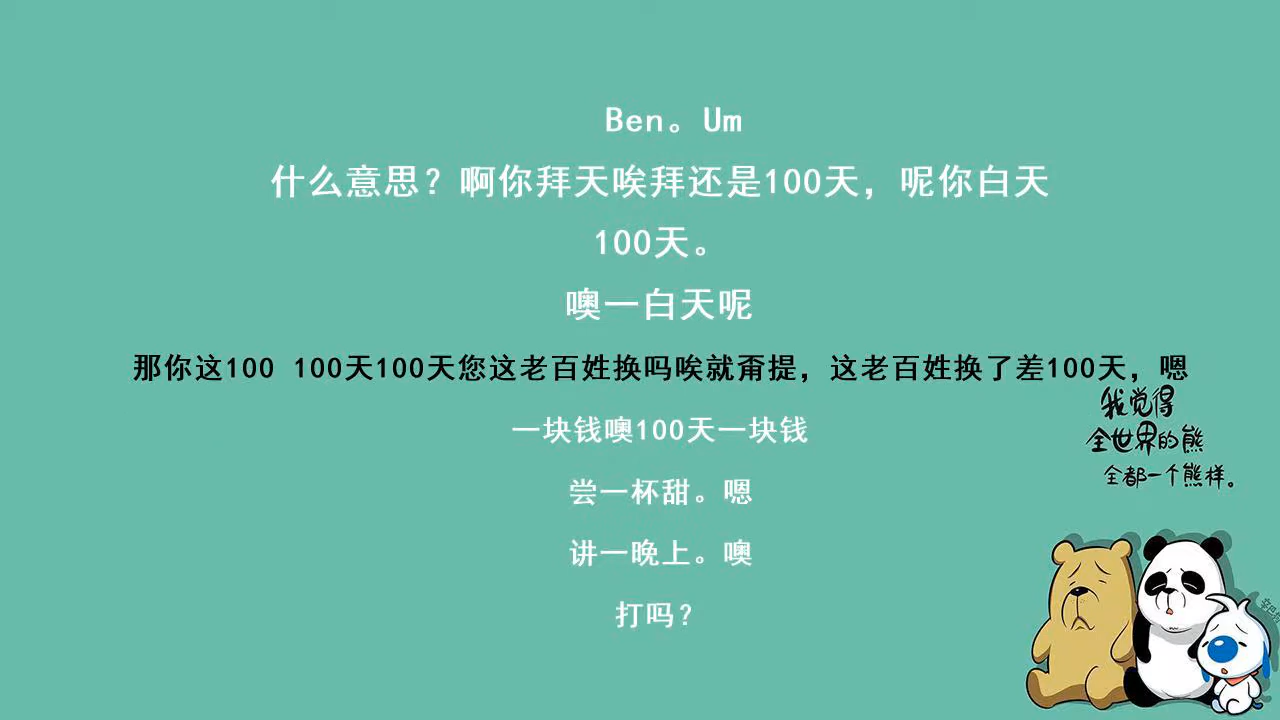 Ben。Um
什么意思？啊你拜天唉拜还是100天，呢你白天
100天。
噢一白天呢
那你这100 100天100天您这老百姓换吗唉就甭提，这老百姓换了差100天，嗯
一块钱噢100天一块钱
尝一杯甜。嗯
讲一晚上。噢
打吗？
我觉得
全世界的熊
全都一个熊样。